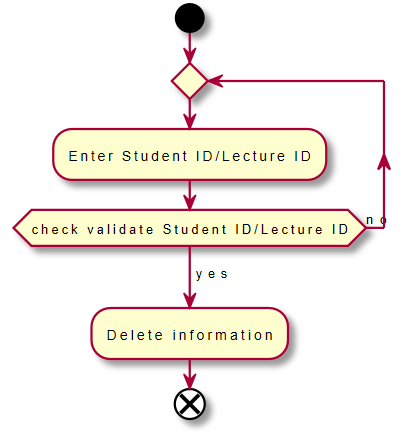 Enter Student ID/Lecture ID
check validate Student ID/Lecture ID
no
yes
Delete information